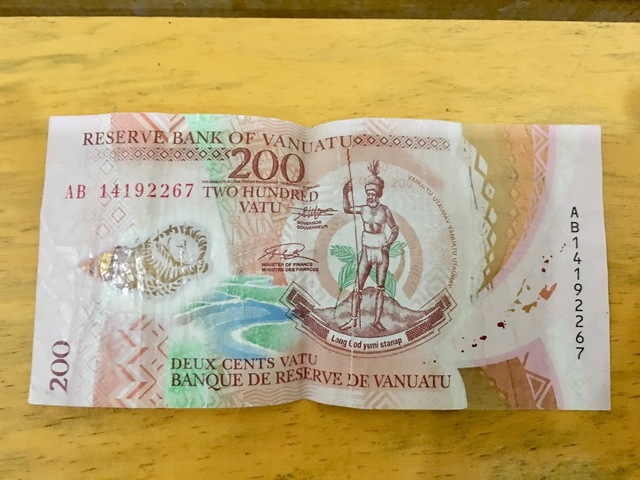 RESERVE BANK OF VANUATU
200
AB 14192267
TWO HUNDRED
VATU
GOVERNOR
GOUVERNEUR
MINISTER OF FINANCE
MINISTRE DES FINANCES
Long God yumi stanap
DEUX CENTS VATU
BANQUE DE RESERVE DE VANUATU
200
AB14192267